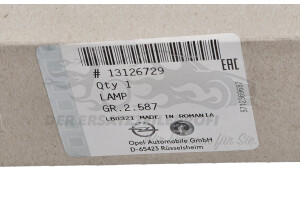 EAC
# 13126729
Qty 1
LAMP
GR.2.587
LB0321 MADE IN ROMANIA
Opel Automobile GmbH
D-65423 Rüsselsheim